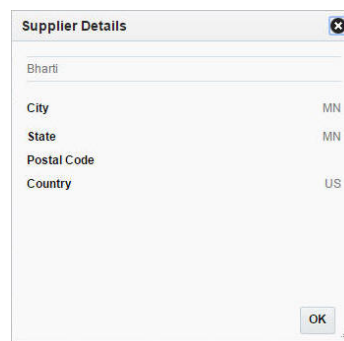 Supplier Details
Bharti
City MN
State MN
Postal Code
Country US
OK